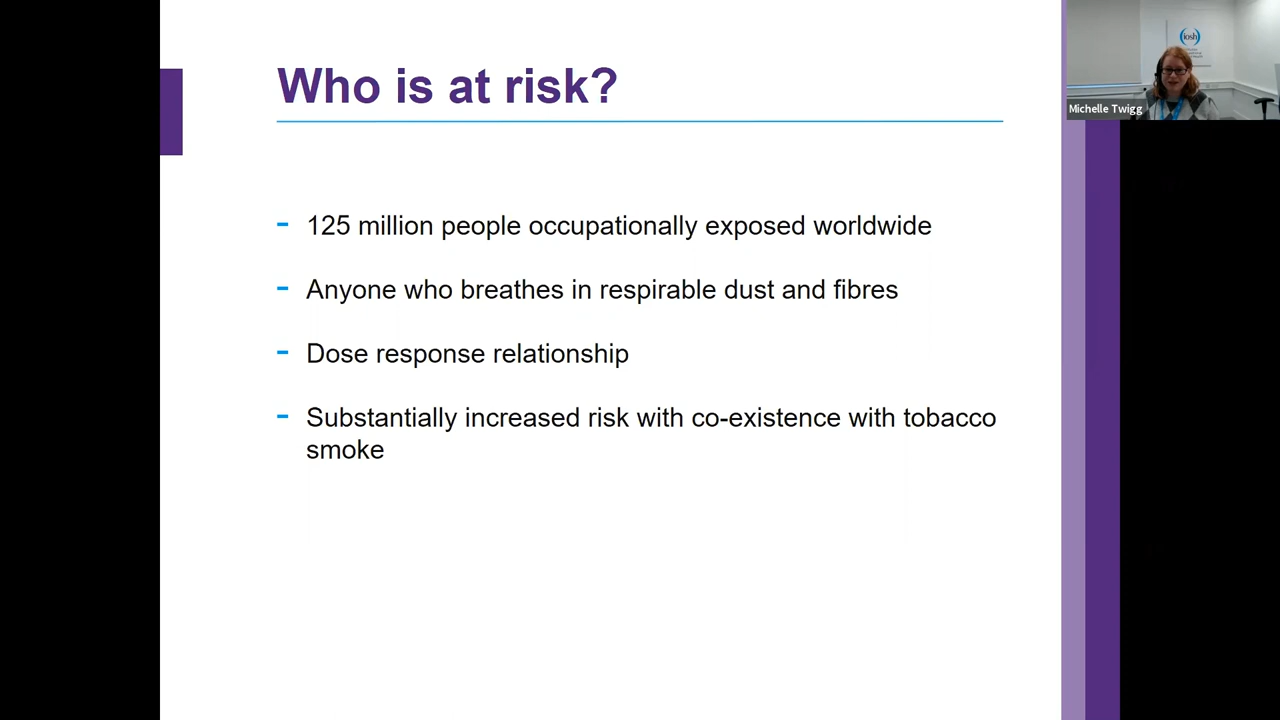 Who is at risk?
- 125 million people occupationally exposed worldwide
- Anyone who breathes in respirable dust and fibres
- Dose response relationship
- Substantially increased risk with co-existence with tobacco
smoke
iosh
Michelle Twigg